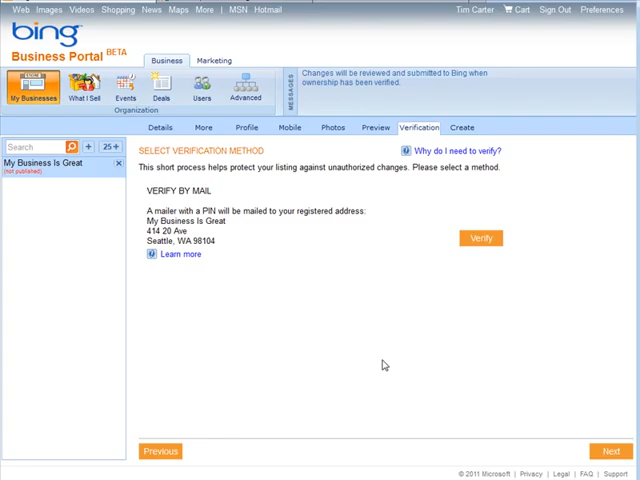 Web Images Videos Shopping News Maps More | MSN Hotmail
Tim Carter Cart Sign Out Preferences
bing
Business Portal BETA
Business Marketing
My Businesses What I Sell Events Deals Users Advanced
Organization
MESSAGES
Changes will be reviewed and submitted to Bing when
ownership has been verified.
Details More Profile Mobile Photos Preview Verification Create
Search + 25+
My Business Is Great
(not published)
SELECT VERIFICATION METHOD
Why do I need to verify?
This short process helps protect your listing against unauthorized changes. Please select a method.
VERIFY BY MAIL
A mailer with a PIN will be mailed to your registered address:
My Business Is Great
414 20 Ave
Seattle, WA 98104
Verify
Learn more
Previous
Next
© 2011 Microsoft | Privacy | Legal | FAQ | Support